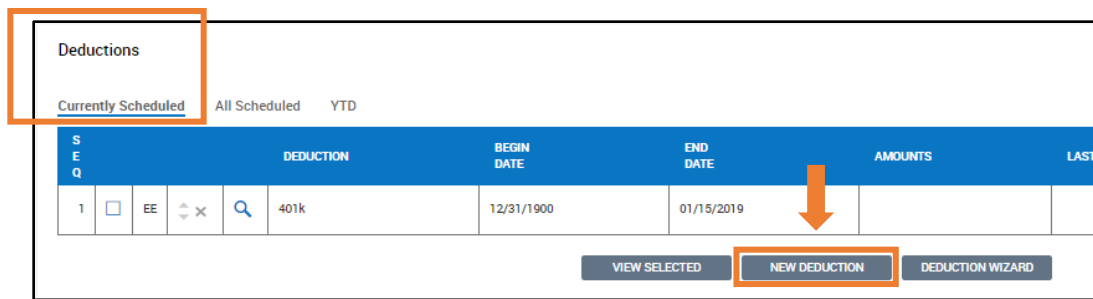 Deductions
Currently Scheduled All Scheduled YTD
S
E
Q
DEDUCTION
BEGIN
DATE
END
DATE
AMOUNTS
LAST
1 EE 401k 12/31/1900 01/15/2019
VIEW SELECTED NEW DEDUCTION DEDUCTION WIZARD